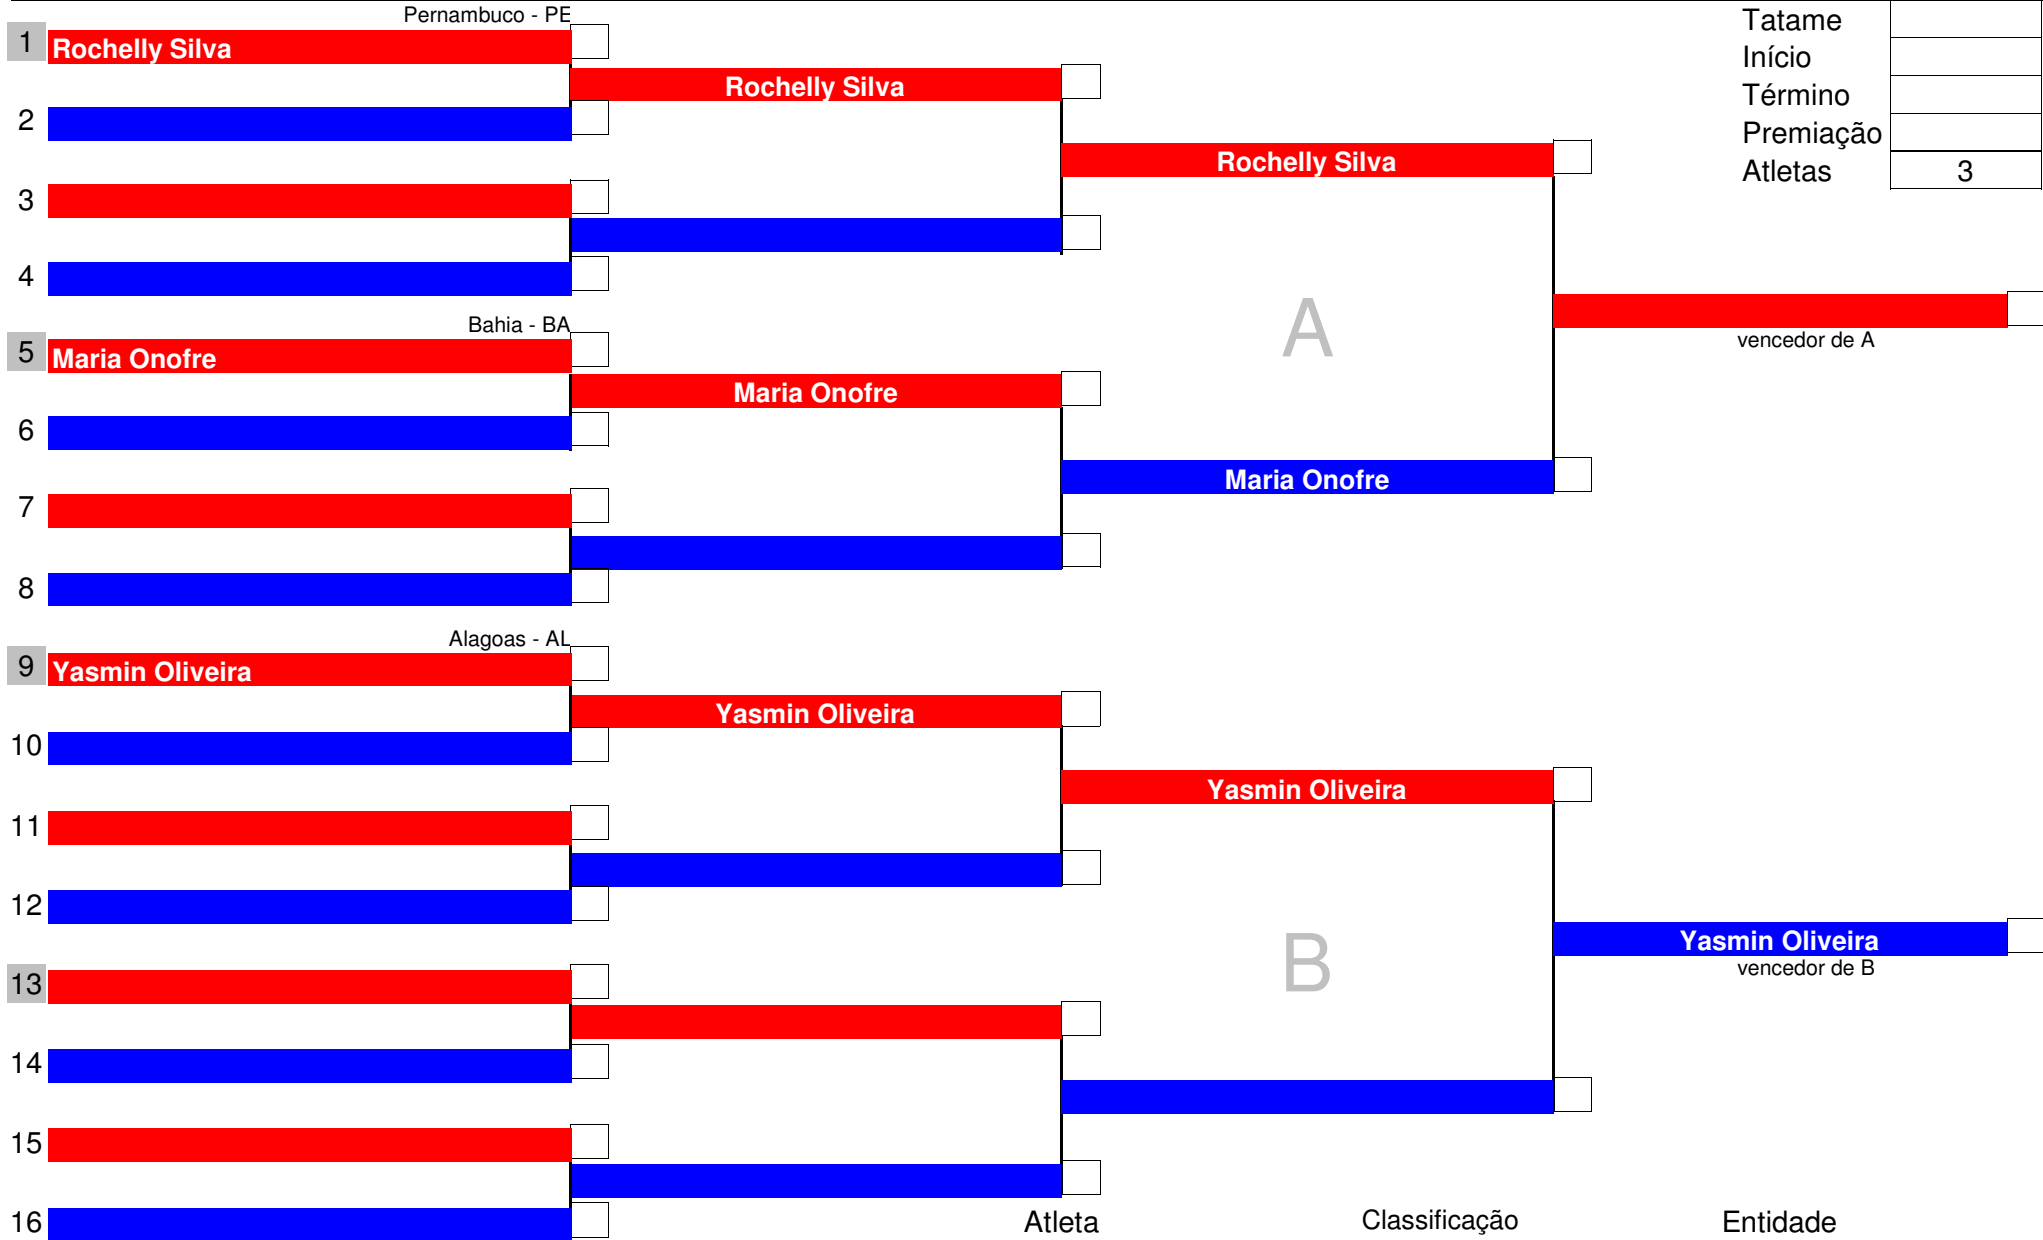 Pernambuco - PE
Tatame
1 Rochelly Silva
Início
Rochelly Silva
Término
2
Premiação
Rochelly Silva
Atletas 3
3
4
A
Bahia - BA
vencedor de A
5 Maria Onofre
Maria Onofre
6
Maria Onofre
7
8
Alagoas - AL
9 Yasmin Oliveira
Yasmin Oliveira
10
Yasmin Oliveira
11
12
Yasmin Oliveira
B
vencedor de B
13
14
15
16
Atleta Classificação Entidade